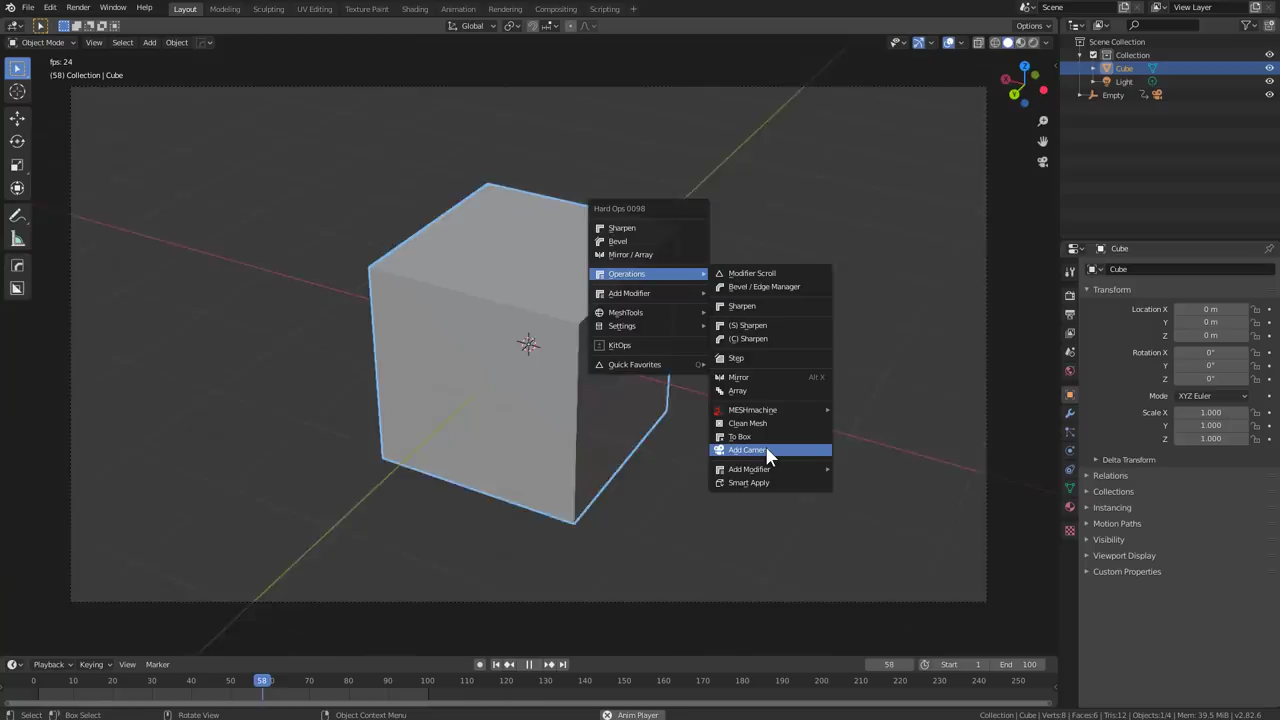 File Edit Render Window Help Layout Modeling Sculpting UV Editing Texture Paint Shading Animation Rendering Compositing Scripting + Scene View Layer
Global Options
Object Mode View Select Add Object
fps: 24
(58) Collection | Cube
Z
X
Y
Scene Collection
Collection
Cube
Light
Empty
Hard Ops 0098
Sharpen
Bevel
Mirror / Array
Operations
Add Modifier
MeshTools
Settings
KitOps
Quick Favorites Q
Modifier Scroll
Bevel / Edge Manager
Sharpen
(S) Sharpen
(C) Sharpen
Step
Mirror Alt X
Array
MESHmachine
Clean Mesh
To Box
Add Camera
Add Modifier
Smart Apply
Cube
Cube
Transform
Location X 0 m
Y 0 m
Z 0 m
Rotation X 0°
Y 0°
Z 0°
Mode XYZ Euler
Scale X 1.000
Y 1.000
Z 1.000
Delta Transform
Relations
Collections
Instancing
Motion Paths
Visibility
Viewport Display
Custom Properties
Playback Keying View Marker 58 Start 1 End 100
0 10 20 30 40 50 58 70 80 90 100 110 120 130 140 150 160 170 180 190 200 210 220 230 240 250
Select Box Select Rotate View Object Context Menu Anim Player Collection | Cube | Verts:8 | Faces:6 | Tris:12 | Objects:1/4 | Mem: 39.5 MiB | v2.82.6